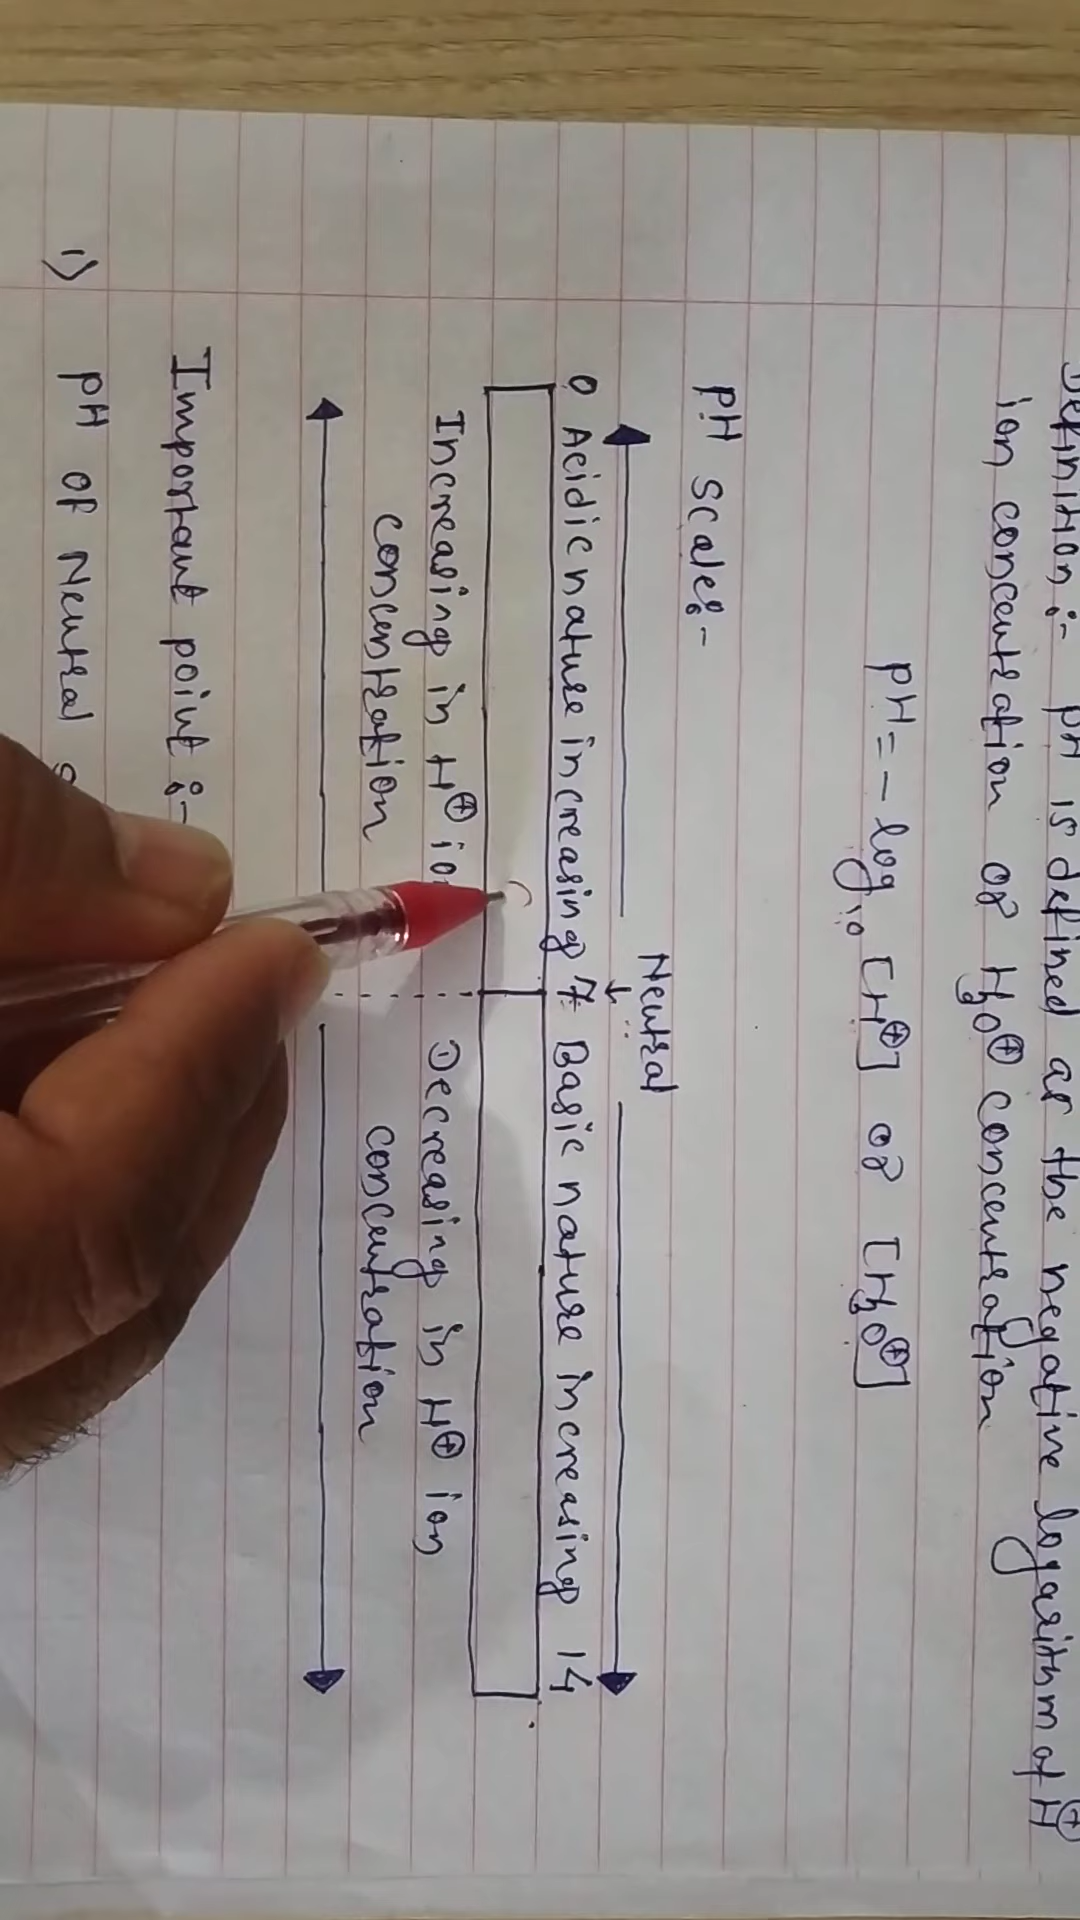 Definition :- pH is defined as the negative logarithm of H⊕
ion concentration or H3O⊕ concentration
pH = - log10 [H⊕] or [H3O⊕]
PH Scale :-
Neutral
↓
0 Acidic nature increasing 7 Basic nature increasing 14
Increasing in H⊕ Decreasing in H⊕ ion
concentration concentration
Important point :-
1) PH OF Neutral